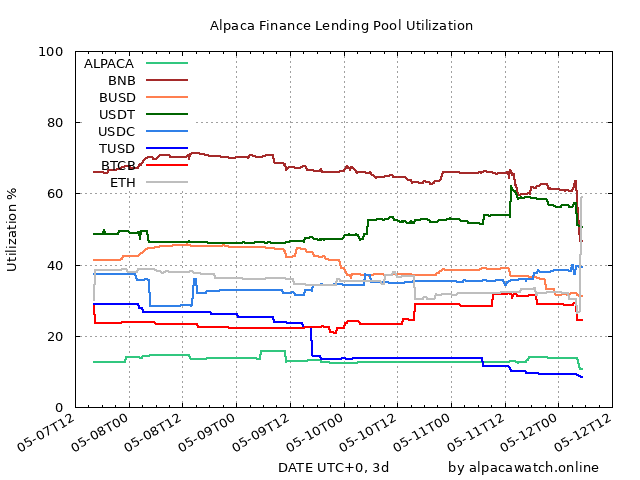 Alpaca Finance Lending Pool Utilization
100
80
60
40
20
0
Utilization %
ALPACA
BNB
BUSD
USDT
USDC
TUSD
BTCB
ETH
05-07T12
05-08T00
05-08T12
05-09T00
05-09T12
05-10T00
05-10T12
05-11T00
05-11T12
05-12T00
05-12T12
DATE UTC+0, 3d
by alpacawatch.online